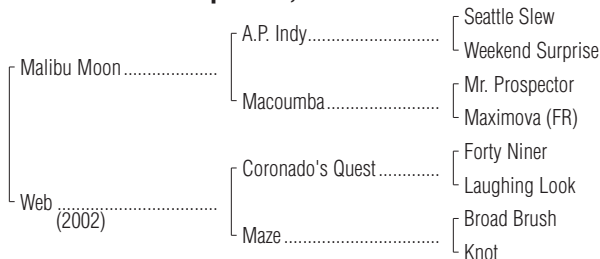 Seattle Slew
A.P. Indy
Weekend Surprise
Malibu Moon
Mr. Prospector
Macoumba
Maximova (FR)
Forty Niner
Coronado's Quest
Laughing Look
Web
(2002)
Broad Brush
Maze
Knot